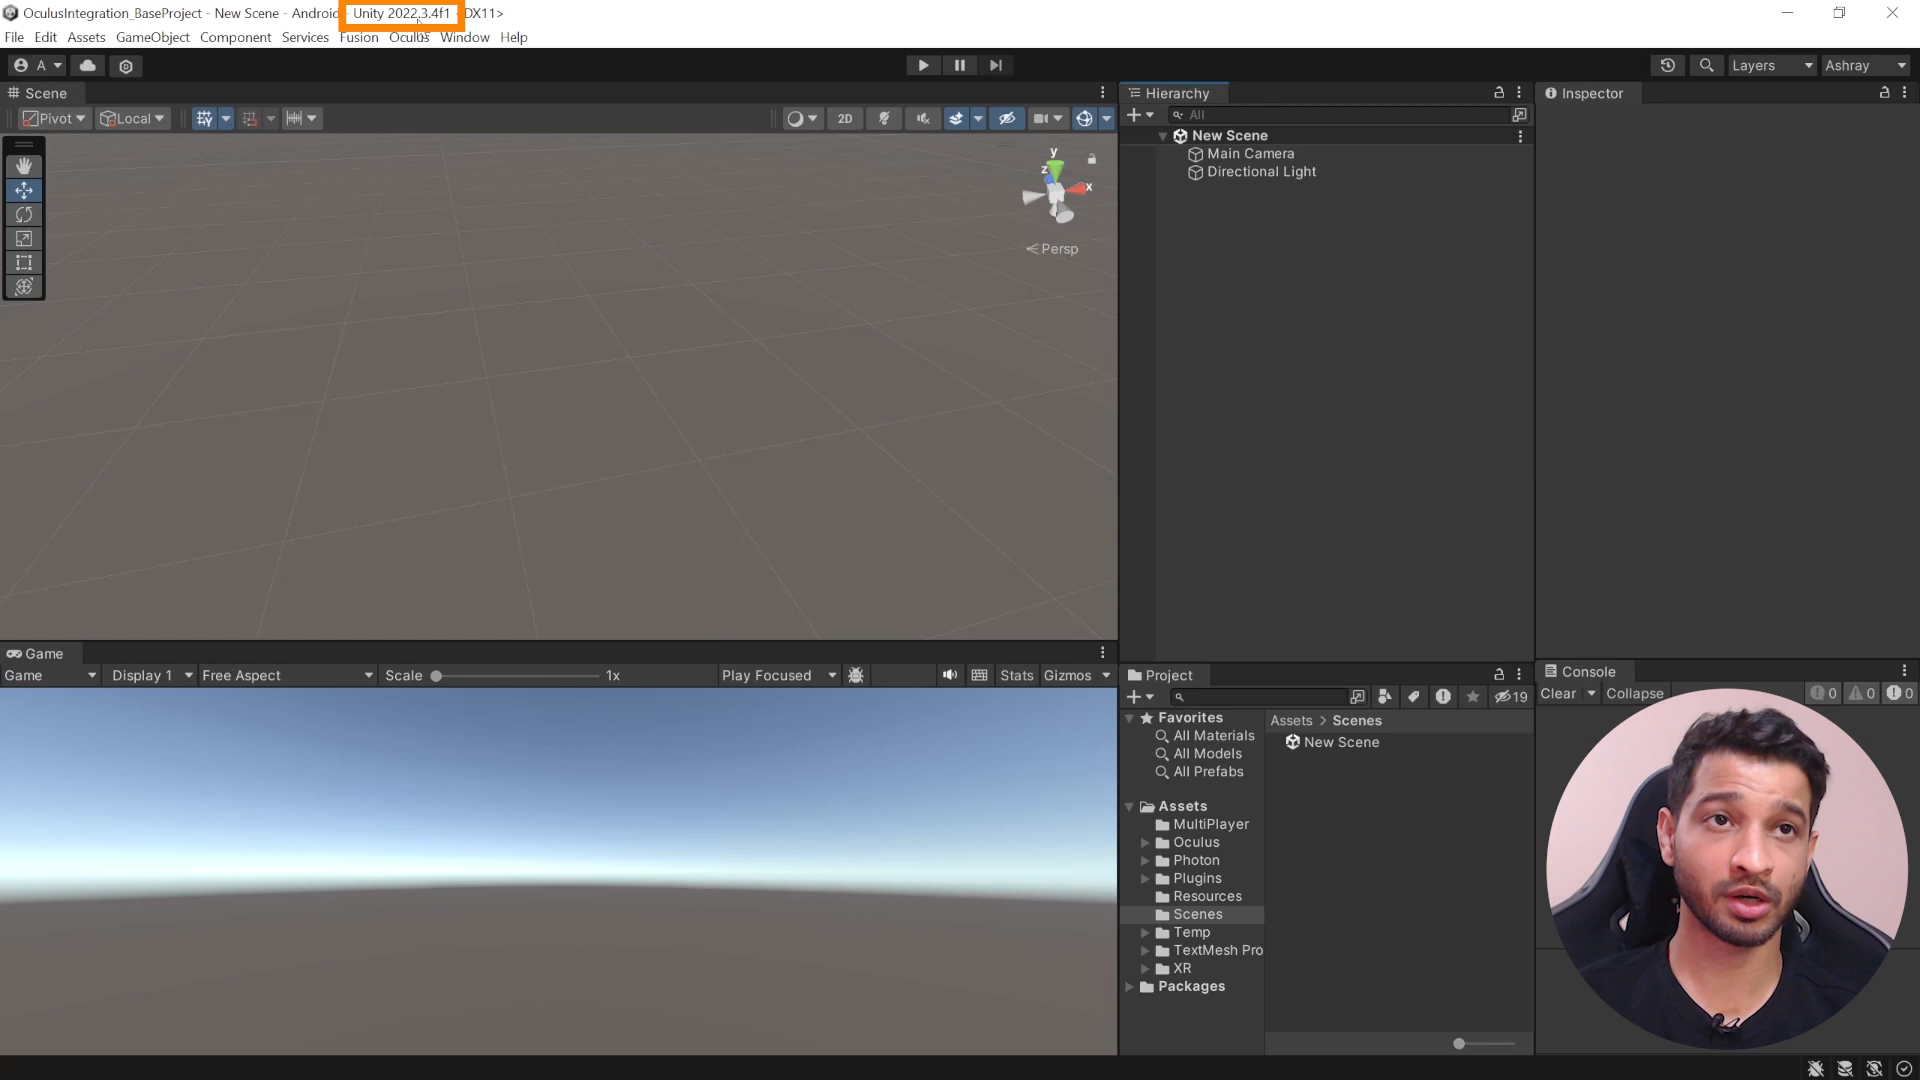 OculusIntegration_BaseProject - New Scene - Android - Unity 2022.3.4f1 <DX11>
File Edit Assets GameObject Component Services Fusion Oculus Window Help
A
Layers
Ashray
Scene
Pivot
Local
2D
y
z
x
Persp
Hierarchy
All
New Scene
Main Camera
Directional Light
Inspector
Game
Game
Display 1
Free Aspect
Scale
1x
Play Focused
Stats
Gizmos
Project
19
Favorites
All Materials
All Models
All Prefabs
Assets
MultiPlayer
Oculus
Photon
Plugins
Resources
Scenes
Temp
TextMesh Pro
XR
Packages
Assets > Scenes
New Scene
Console
Clear
Collapse
0
0
0